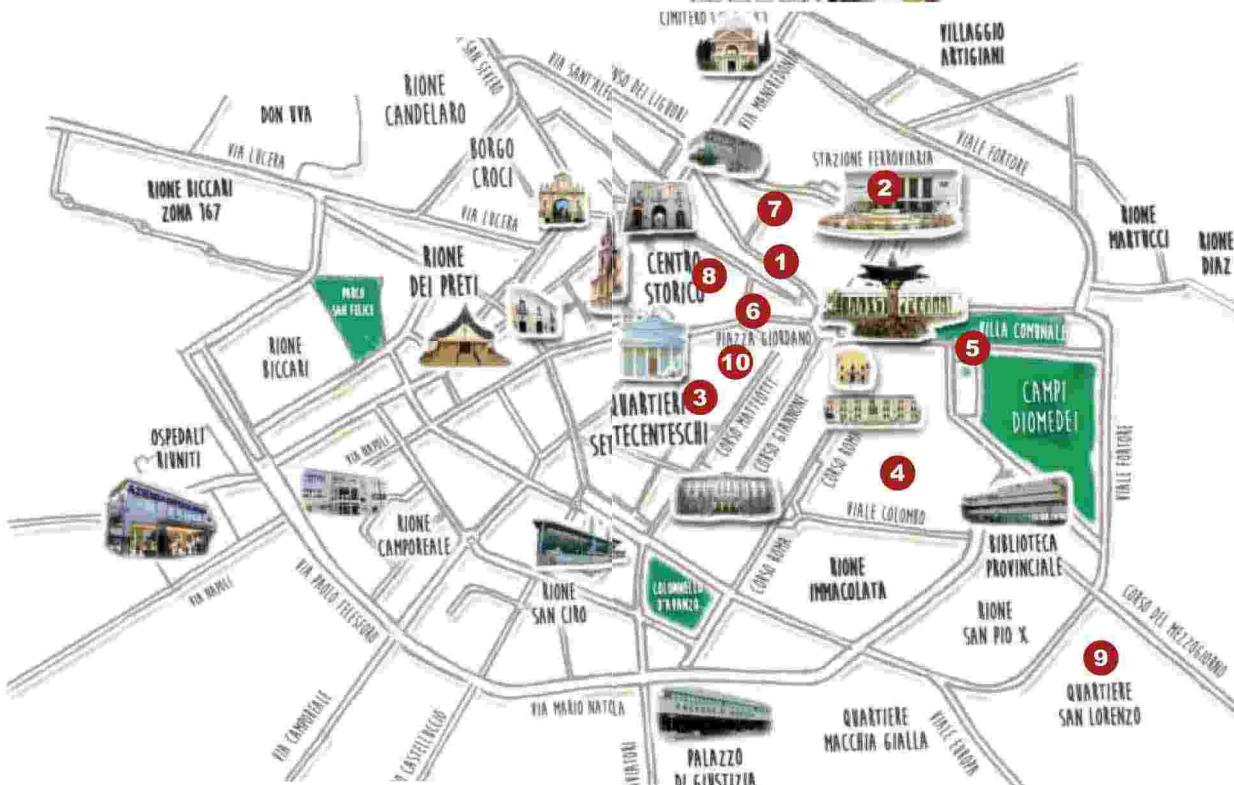 CIMITERO
VILLAGGIO
ARTIGIANI
VIA MANFREDONIA
SAN SEVERO
RIONE
CANDELARO
DON UVA
VIA LUCERA
BORGO
CROCI
STAZIONE FERROVIARIA
VIALE FORTORE
2
RIONE BICCARI
ZONA 167
VIA LUCERA
7
RIONE
MARTUCCI
RIONE
DIAZ
RIONE
DEI PRETI
CENTRO
STORICO
8
1
PARCO
SAN FELICE
6
PIAZZA GIORDANO
VILLA COMUNALE
5
RIONE
BICCARI
10
CAMPI
DIOMEDEI
QUARTIERI
SETTECENTESCHI
3
CORSO MATTEOTTI
CORSO GIANNONE
CORSO ROMA
VIALE FORTORE
OSPEDALI
RIUNITI
VIA NAPOLI
4
VIALE COLOMBO
RIONE
CAMPOREALE
BIBLIOTECA
PROVINCIALE
VIA NAPOLI
VIA PAOLO TELESFORO
RIONE
SAN CIRO
COLONNELLO
D'AVANZO
CORSO ROMA
RIONE
IMMACOLATA
RIONE
SAN PIO X
CORSO DEL MEZZOGIORNO
9
QUARTIERE
SAN LORENZO
VIA CAMPOREALE
VIA MARIO NATOLA
QUARTIERE
MACCHIA GIALLA
VIALE EUROPA
PALAZZO
DI GIUSTIZIA